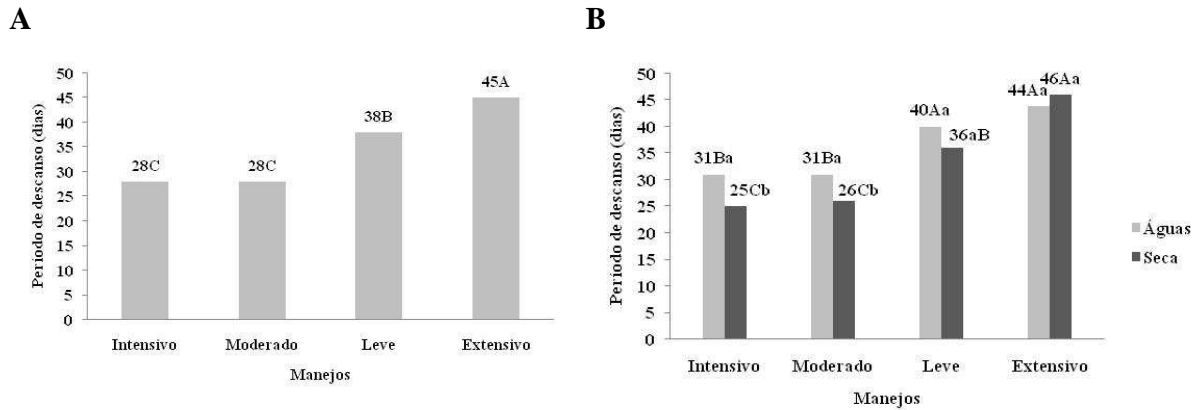 A
50
45
40
35
30
25
20
15
10
5
0
Período de descanso (dias)
28C
28C
38B
45A
Intensivo
Moderado
Leve
Extensivo
Manejos
B
50
45
40
35
30
25
20
15
10
5
0
Período de descanso (dias)
31Ba
25Cb
31Ba
26Cb
40Aa
36aB
44Aa
46Aa
Intensivo
Moderado
Leve
Extensivo
Manejos
Águas
Seca